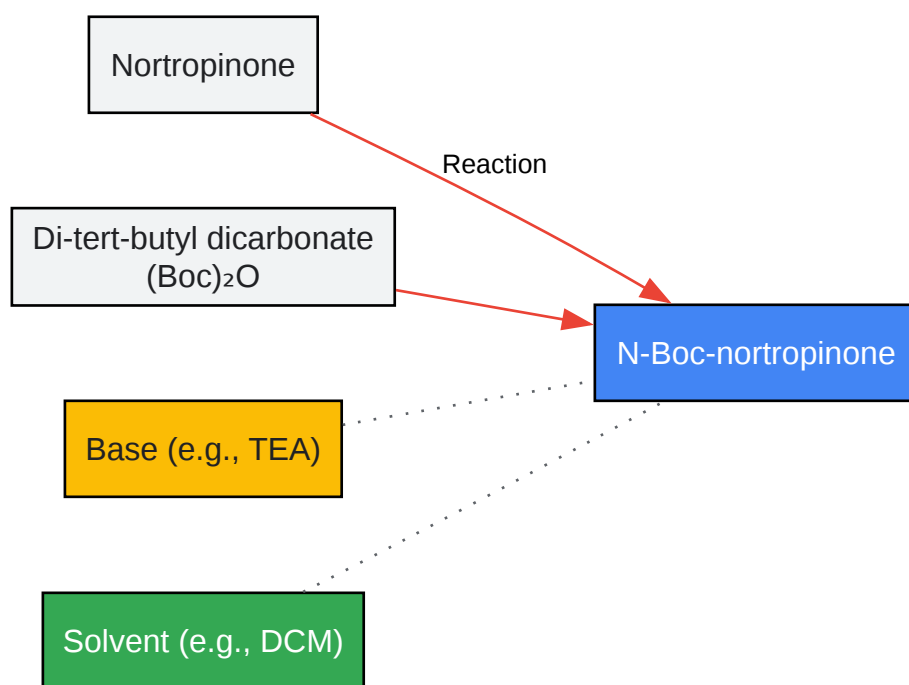 Nortropinone
Reaction
Di-tert-butyl dicarbonate
(Boc)₂O
N-Boc-nortropinone
Base (e.g., TEA)
Solvent (e.g., DCM)